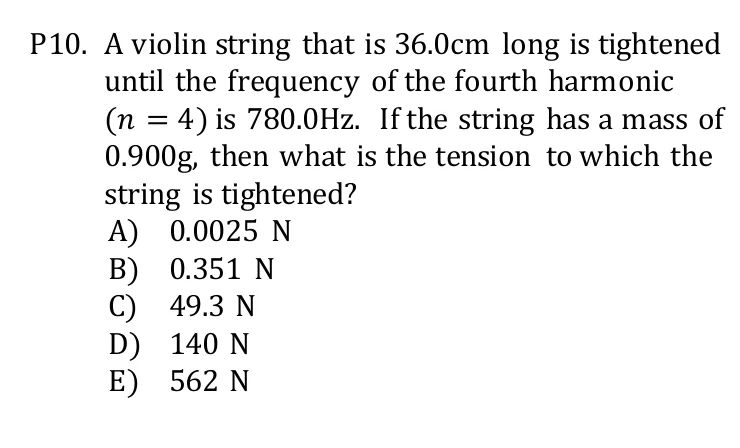 P10. A violin string that is 36.0cm long is tightened
until the frequency of the fourth harmonic
(n = 4) is 780.0Hz. If the string has a mass of
0.900g, then what is the tension to which the
string is tightened?
A) 0.0025 N
B) 0.351 N
C) 49.3 N
D) 140 N
E) 562 N